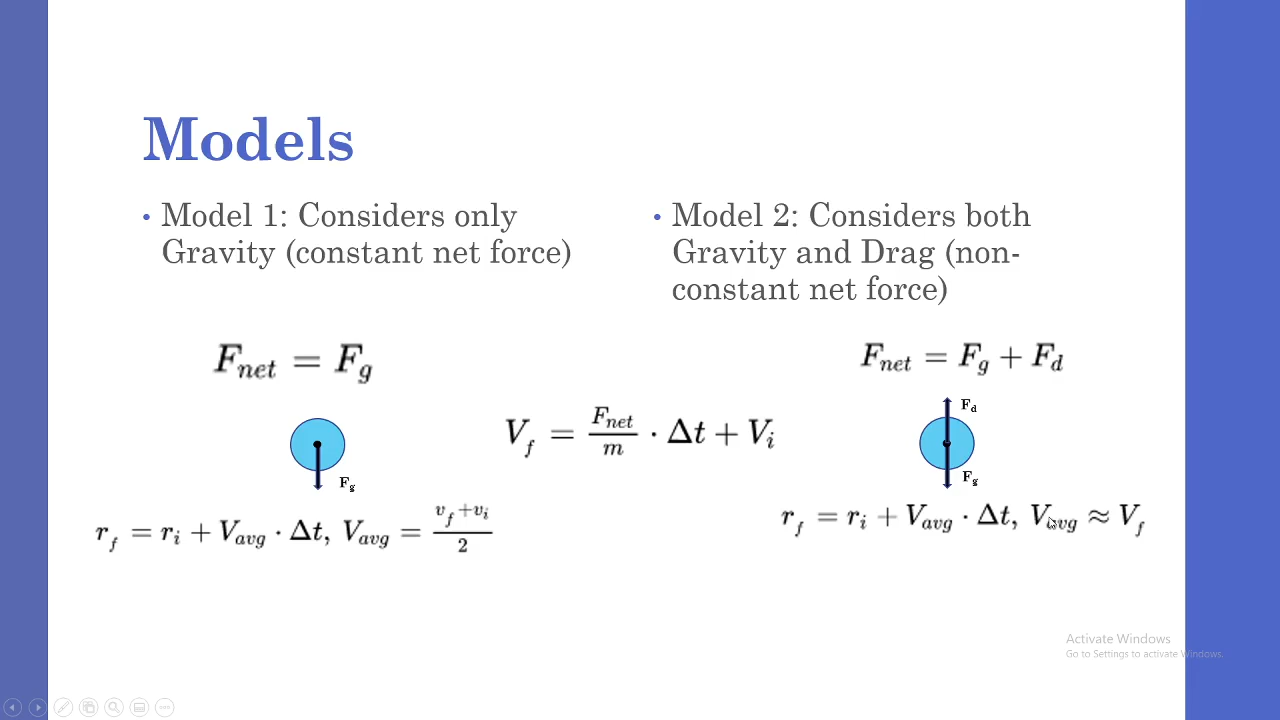 Models
• Model 1: Considers only
Gravity (constant net force)
• Model 2: Considers both
Gravity and Drag (non-
constant net force)
F_net = F_g
F_net = F_g + F_d
V_f = F_net/m · Δt + V_i
F_g
F_d
F_g
r_f = r_i + V_avg · Δt, V_avg = (v_f + v_i)/2
r_f = r_i + V_avg · Δt, V_avg ≈ V_f
Activate Windows
Go to Settings to activate Windows.